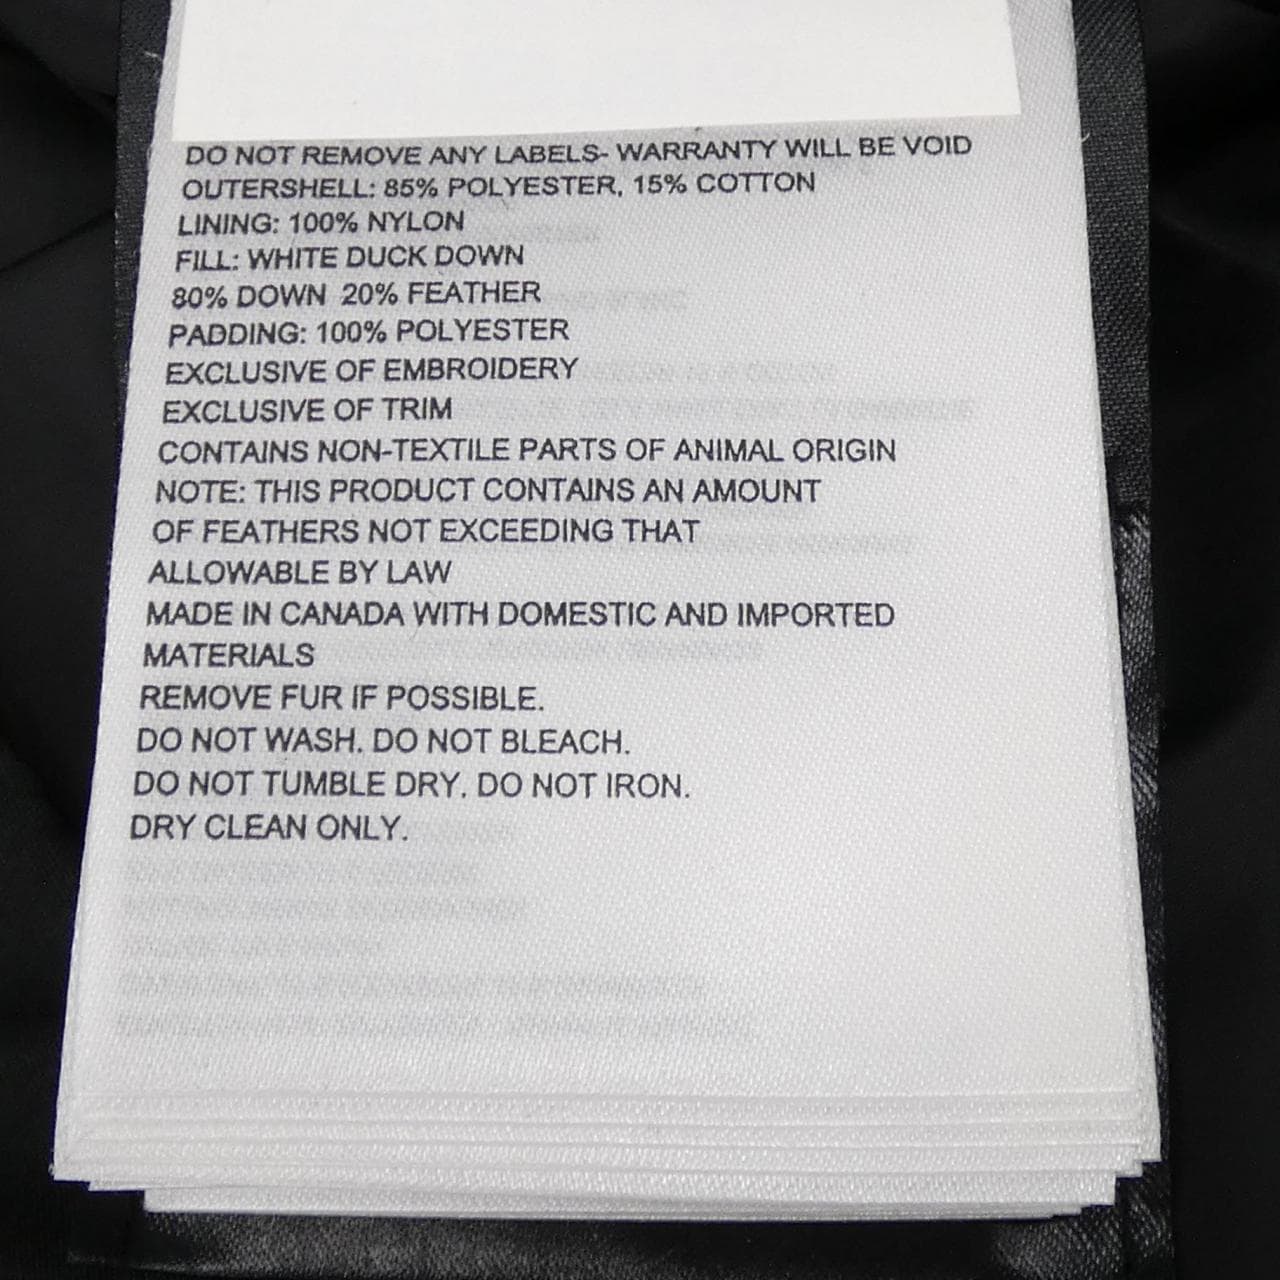 DO NOT REMOVE ANY LABELS- WARRANTY WILL BE VOID
OUTERSHELL: 85% POLYESTER, 15% COTTON
LINING: 100% NYLON
FILL: WHITE DUCK DOWN
80% DOWN 20% FEATHER
PADDING: 100% POLYESTER
EXCLUSIVE OF EMBROIDERY
EXCLUSIVE OF TRIM
CONTAINS NON-TEXTILE PARTS OF ANIMAL ORIGIN
NOTE: THIS PRODUCT CONTAINS AN AMOUNT
OF FEATHERS NOT EXCEEDING THAT
ALLOWABLE BY LAW
MADE IN CANADA WITH DOMESTIC AND IMPORTED
MATERIALS
REMOVE FUR IF POSSIBLE.
DO NOT WASH. DO NOT BLEACH.
DO NOT TUMBLE DRY. DO NOT IRON.
DRY CLEAN ONLY.